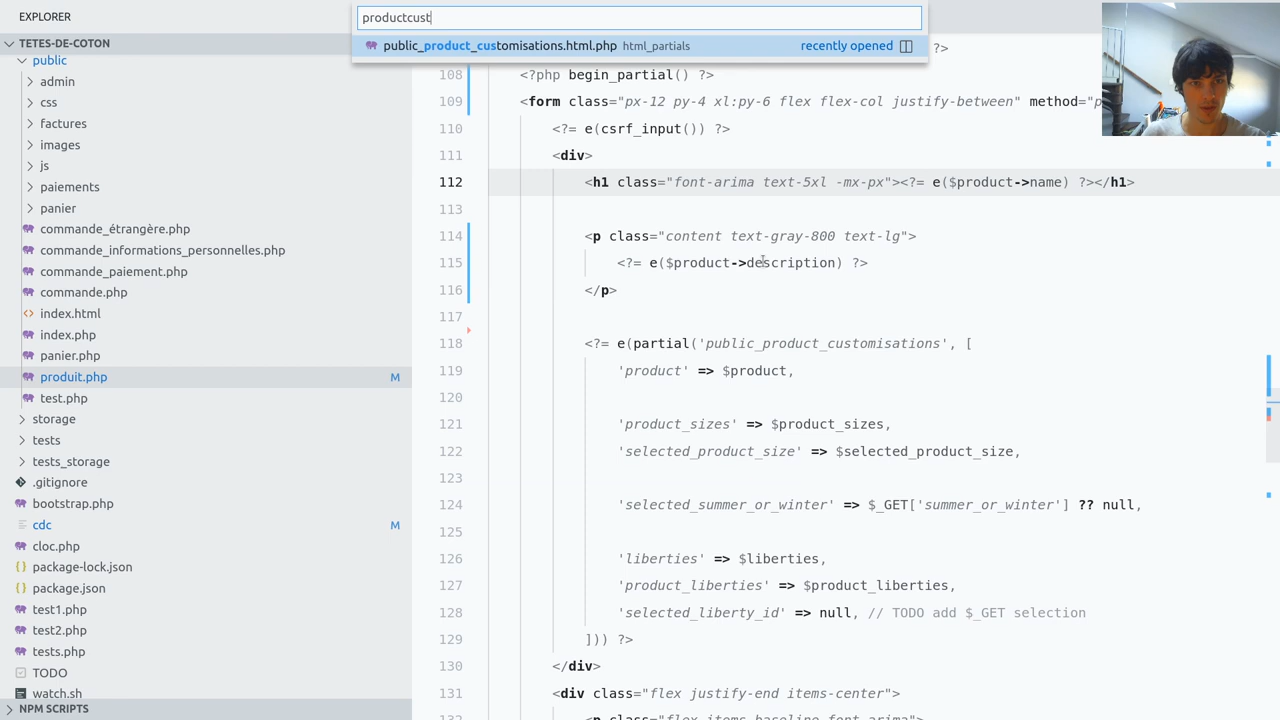 EXPLORER
TETES-DE-COTON
public
admin
css
factures
images
js
paiements
panier
commande_étrangère.php
commande_informations_personnelles.php
commande_paiement.php
commande.php
index.html
index.php
panier.php
produit.php M
test.php
storage
tests
tests_storage
.gitignore
bootstrap.php
cdc M
cloc.php
package-lock.json
package.json
test1.php
test2.php
tests.php
TODO
watch.sh
NPM SCRIPTS
productcust
public_product_customisations.html.php html_partials recently opened
?>
108 <?php begin_partial() ?>
109 <form class="px-12 py-4 xl:py-6 flex flex-col justify-between" method="p
110 <?= e(csrf_input()) ?>
111 <div>
112 <h1 class="font-arima text-5xl -mx-px"><?= e($product->name) ?></h1>
113
114 <p class="content text-gray-800 text-lg">
115 <?= e($product->description) ?>
116 </p>
117
118 <?= e(partial('public_product_customisations', [
119 'product' => $product,
120
121 'product_sizes' => $product_sizes,
122 'selected_product_size' => $selected_product_size,
123
124 'selected_summer_or_winter' => $_GET['summer_or_winter'] ?? null,
125
126 'liberties' => $liberties,
127 'product_liberties' => $product_liberties,
128 'selected_liberty_id' => null, // TODO add $_GET selection
129 ])) ?>
130 </div>
131 <div class="flex justify-end items-center">
132 <p class="flex items-baseline font-arima">